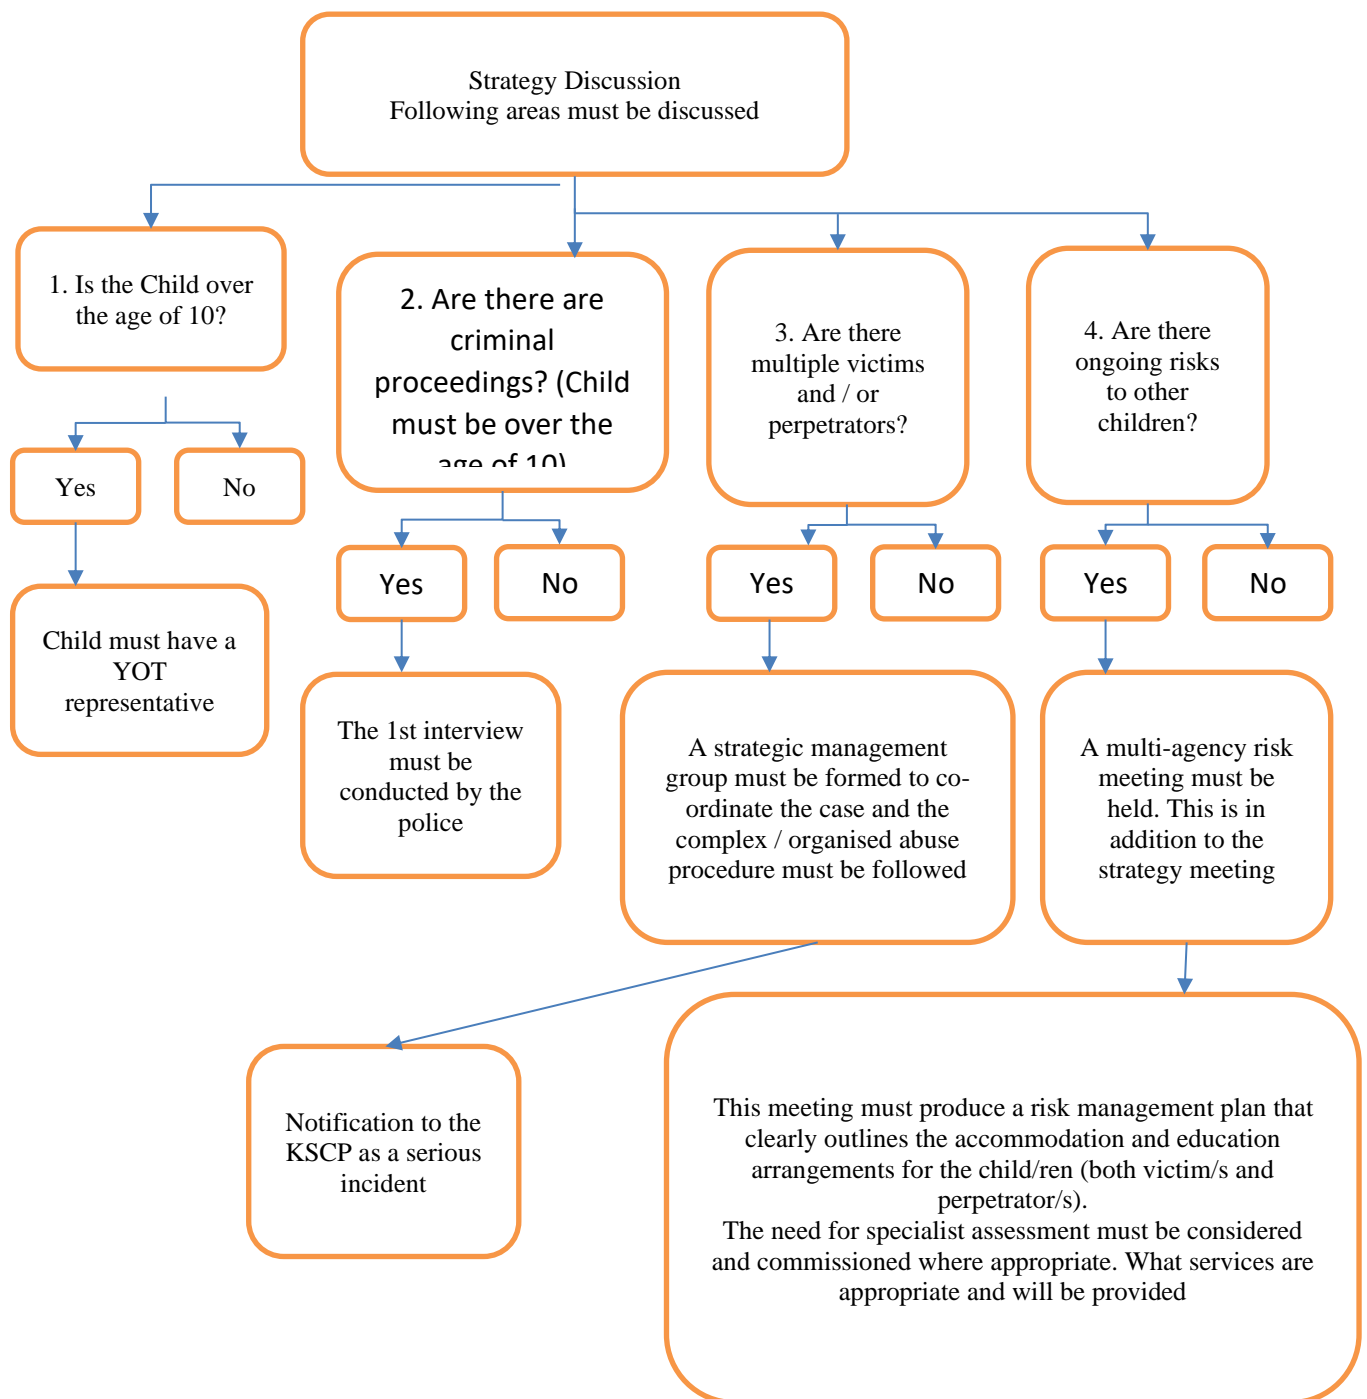 Strategy Discussion
Following areas must be discussed
1. Is the Child over
the age of 10?
Yes
No
Child must have a
YOT
representative
2. Are there are
criminal
proceedings? (Child
must be over the
age of 10)
Yes
No
The 1st interview
must be
conducted by the
police
3. Are there
multiple victims
and / or
perpetrators?
Yes
No
A strategic management
group must be formed to co-
ordinate the case and the
complex / organised abuse
procedure must be followed
Notification to the
KSCP as a serious
incident
4. Are there
ongoing risks
to other
children?
Yes
No
A multi-agency risk
meeting must be
held. This is in
addition to the
strategy meeting
This meeting must produce a risk management plan that
clearly outlines the accommodation and education
arrangements for the child/ren (both victim/s and
perpetrator/s).
The need for specialist assessment must be considered
and commissioned where appropriate. What services are
appropriate and will be provided